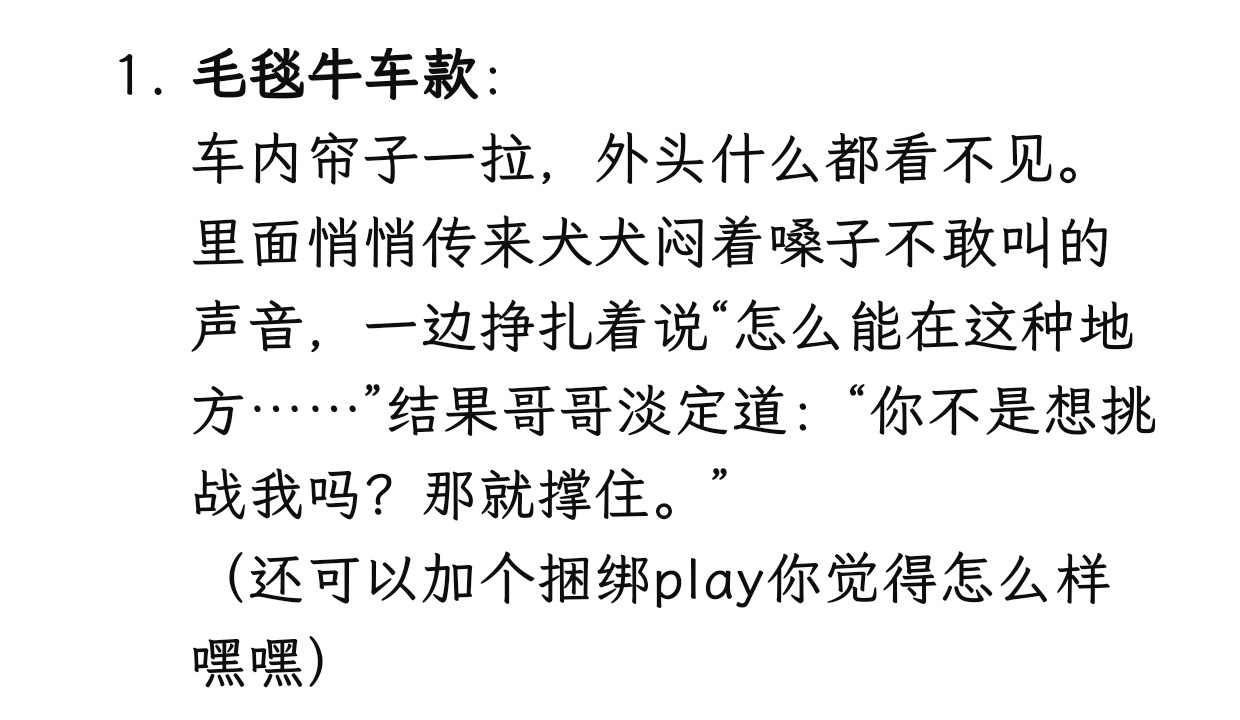 1. 毛毯牛车款：
车内帘子一拉，外头什么都看不见。
里面悄悄传来犬犬闷着嗓子不敢叫的
声音，一边挣扎着说“怎么能在这种地
方……”结果哥哥淡定道：“你不是想挑
战我吗？那就撑住。”
（还可以加个捆绑play你觉得怎么样
嘿嘿）